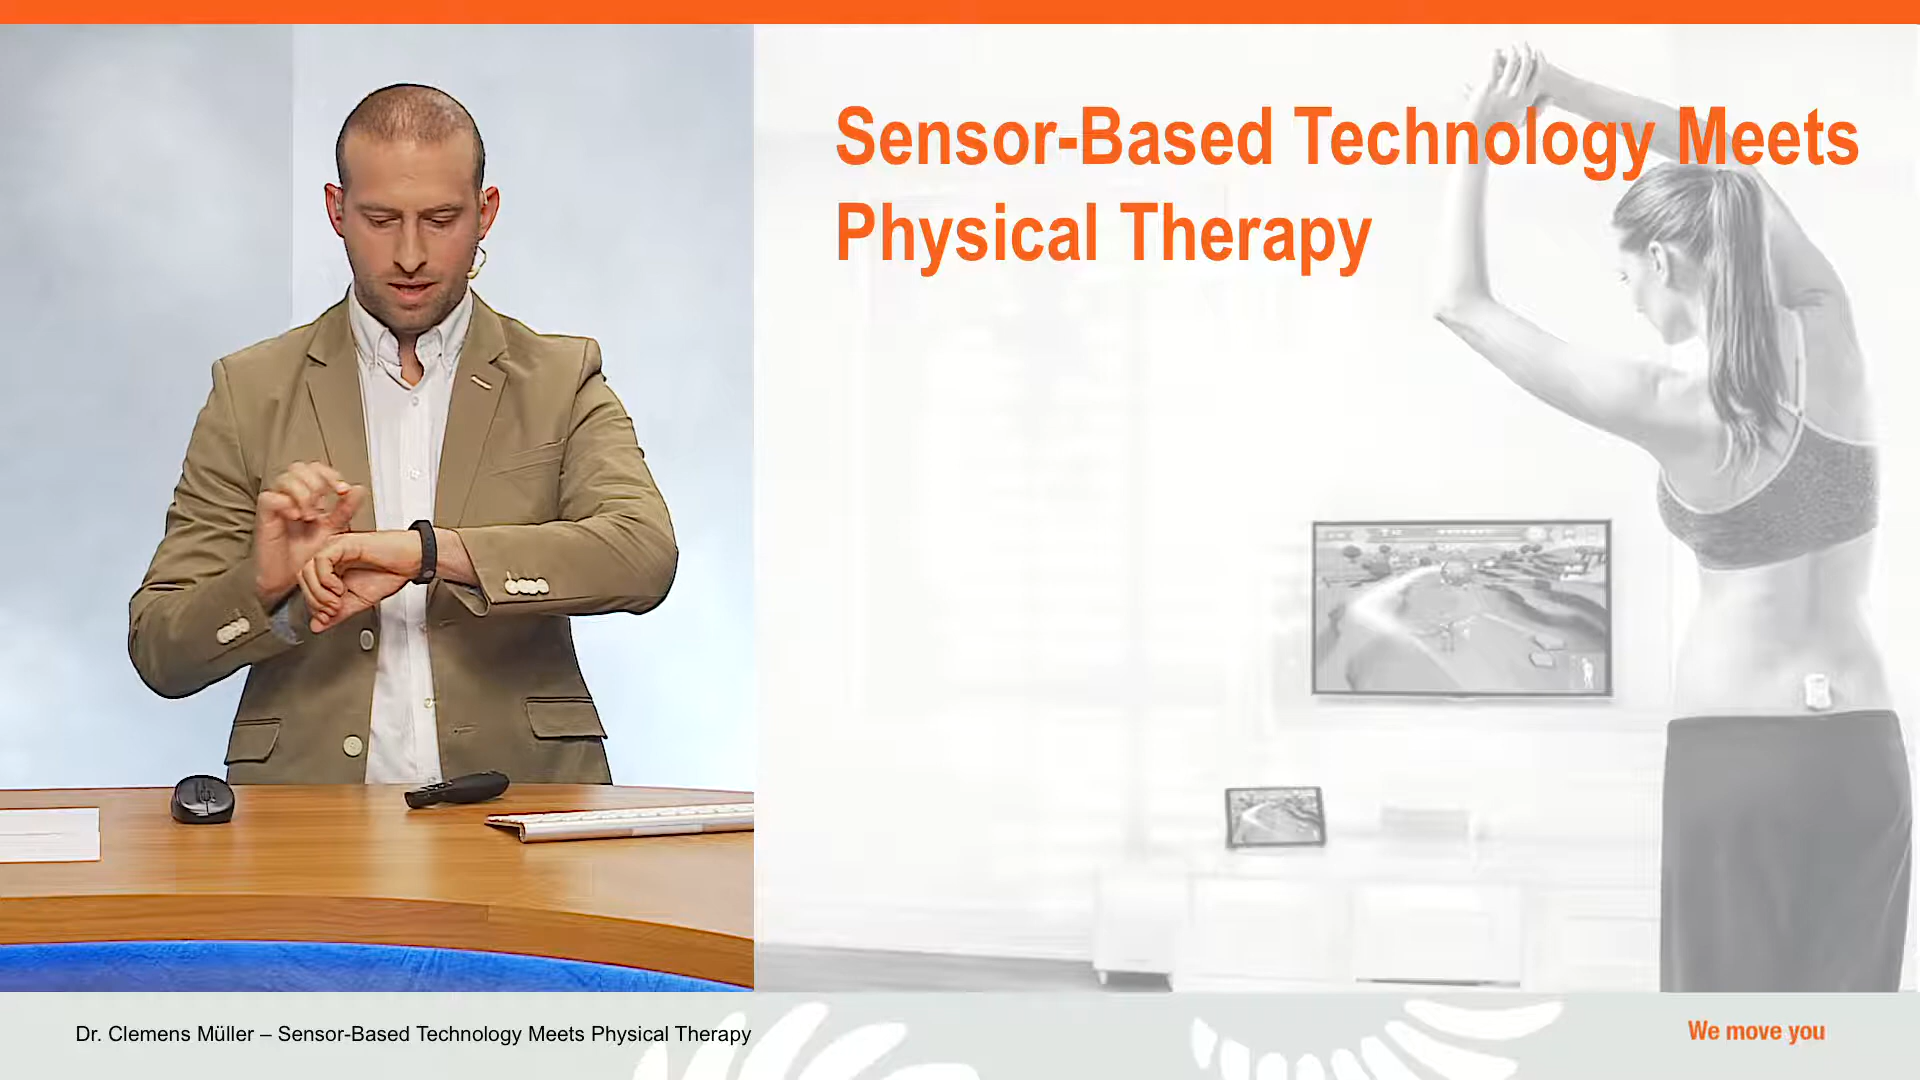 Sensor-Based Technology Meets
Physical Therapy
Dr. Clemens Müller – Sensor-Based Technology Meets Physical Therapy
We move you